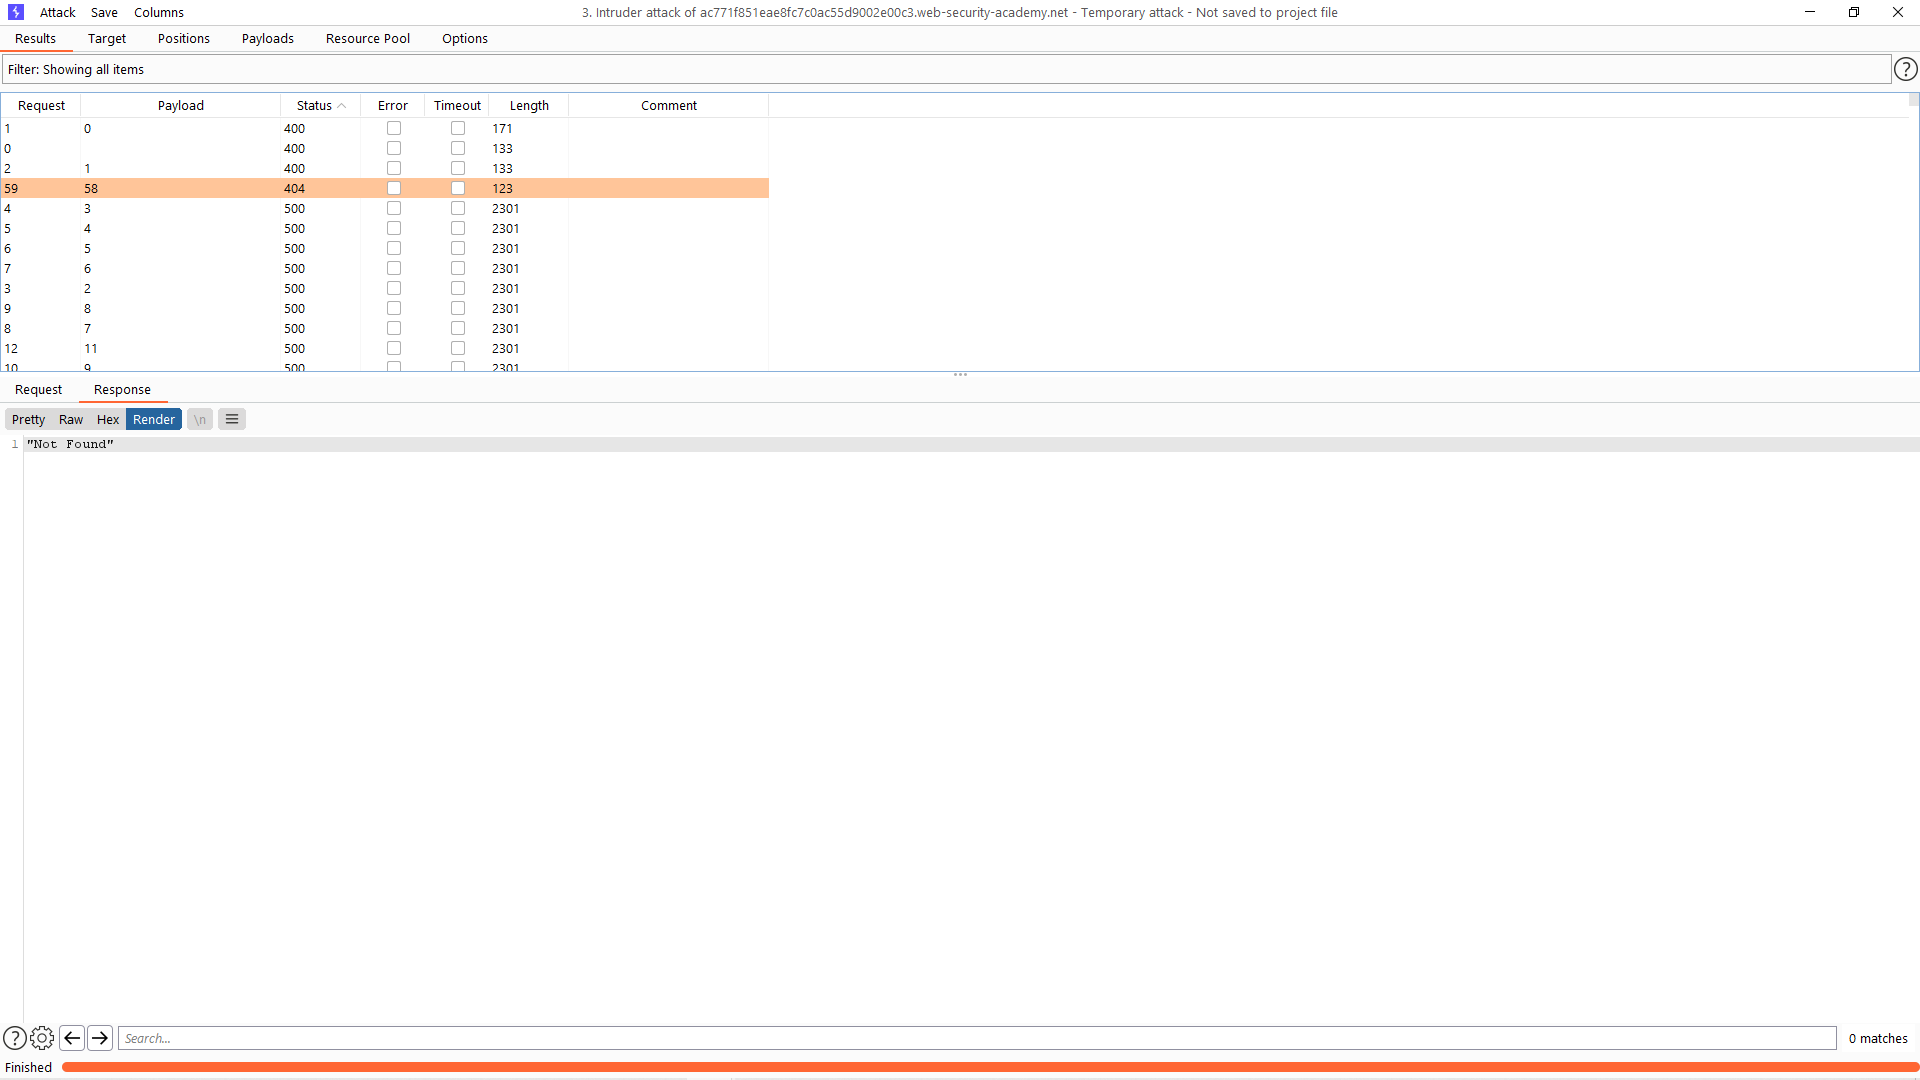 Attack Save Columns 3. Intruder attack of ac771f851eae8fc7c0ac55d9002e00c3.web-security-academy.net - Temporary attack - Not saved to project file
Results Target Positions Payloads Resource Pool Options
Filter: Showing all items ?
Request Payload Status Error Timeout Length Comment
1 0 400 171
0 400 133
2 1 400 133
59 58 404 123
4 3 500 2301
5 4 500 2301
6 5 500 2301
7 6 500 2301
3 2 500 2301
9 8 500 2301
8 7 500 2301
12 11 500 2301
10 9 500 2301
Request Response
Pretty Raw Hex Render \n
1 "Not Found"
? Search... 0 matches
Finished